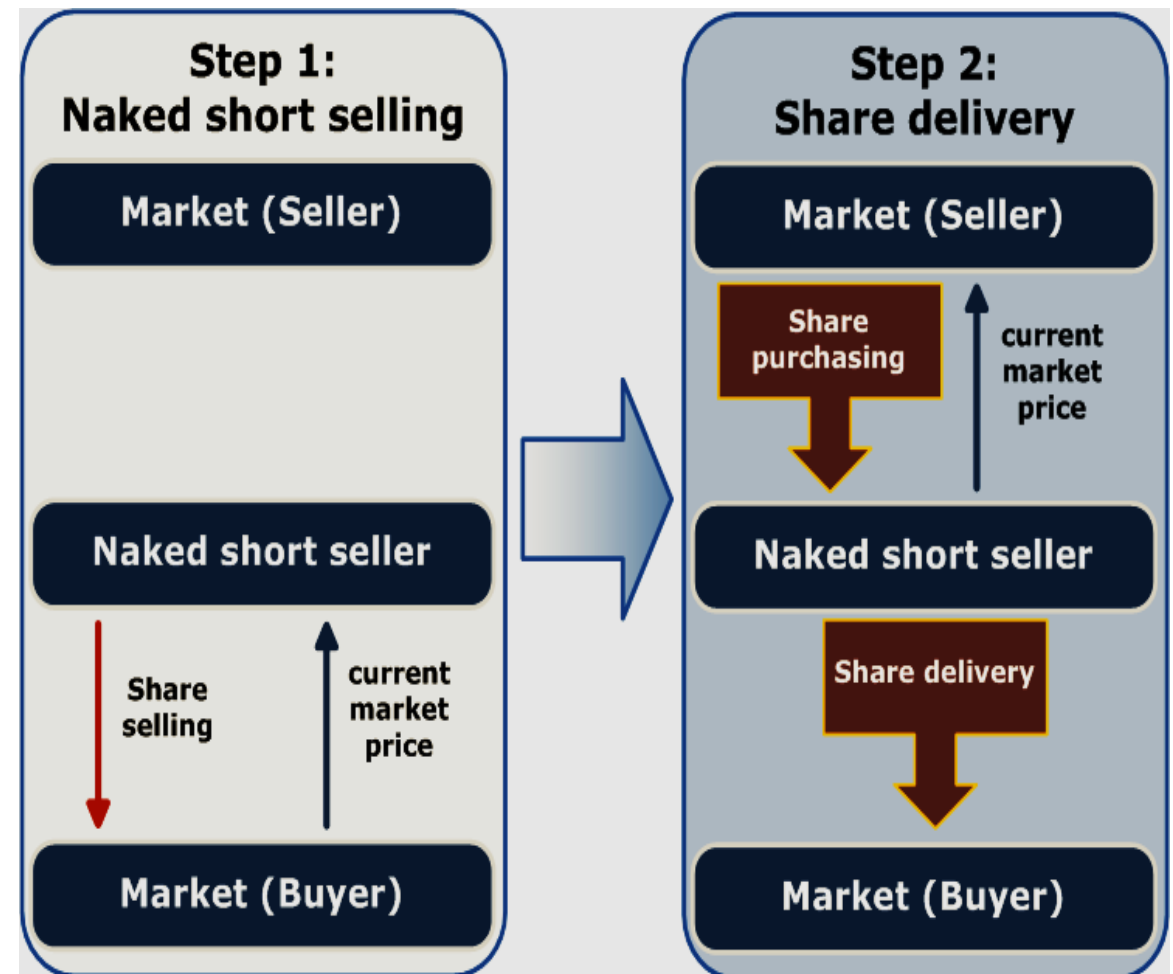 Step 1:
Naked short selling
Market (Seller)
Naked short seller
Share
selling
current
market
price
Market (Buyer)
Step 2:
Share delivery
Market (Seller)
Share
purchasing
current
market
price
Naked short seller
Share delivery
Market (Buyer)